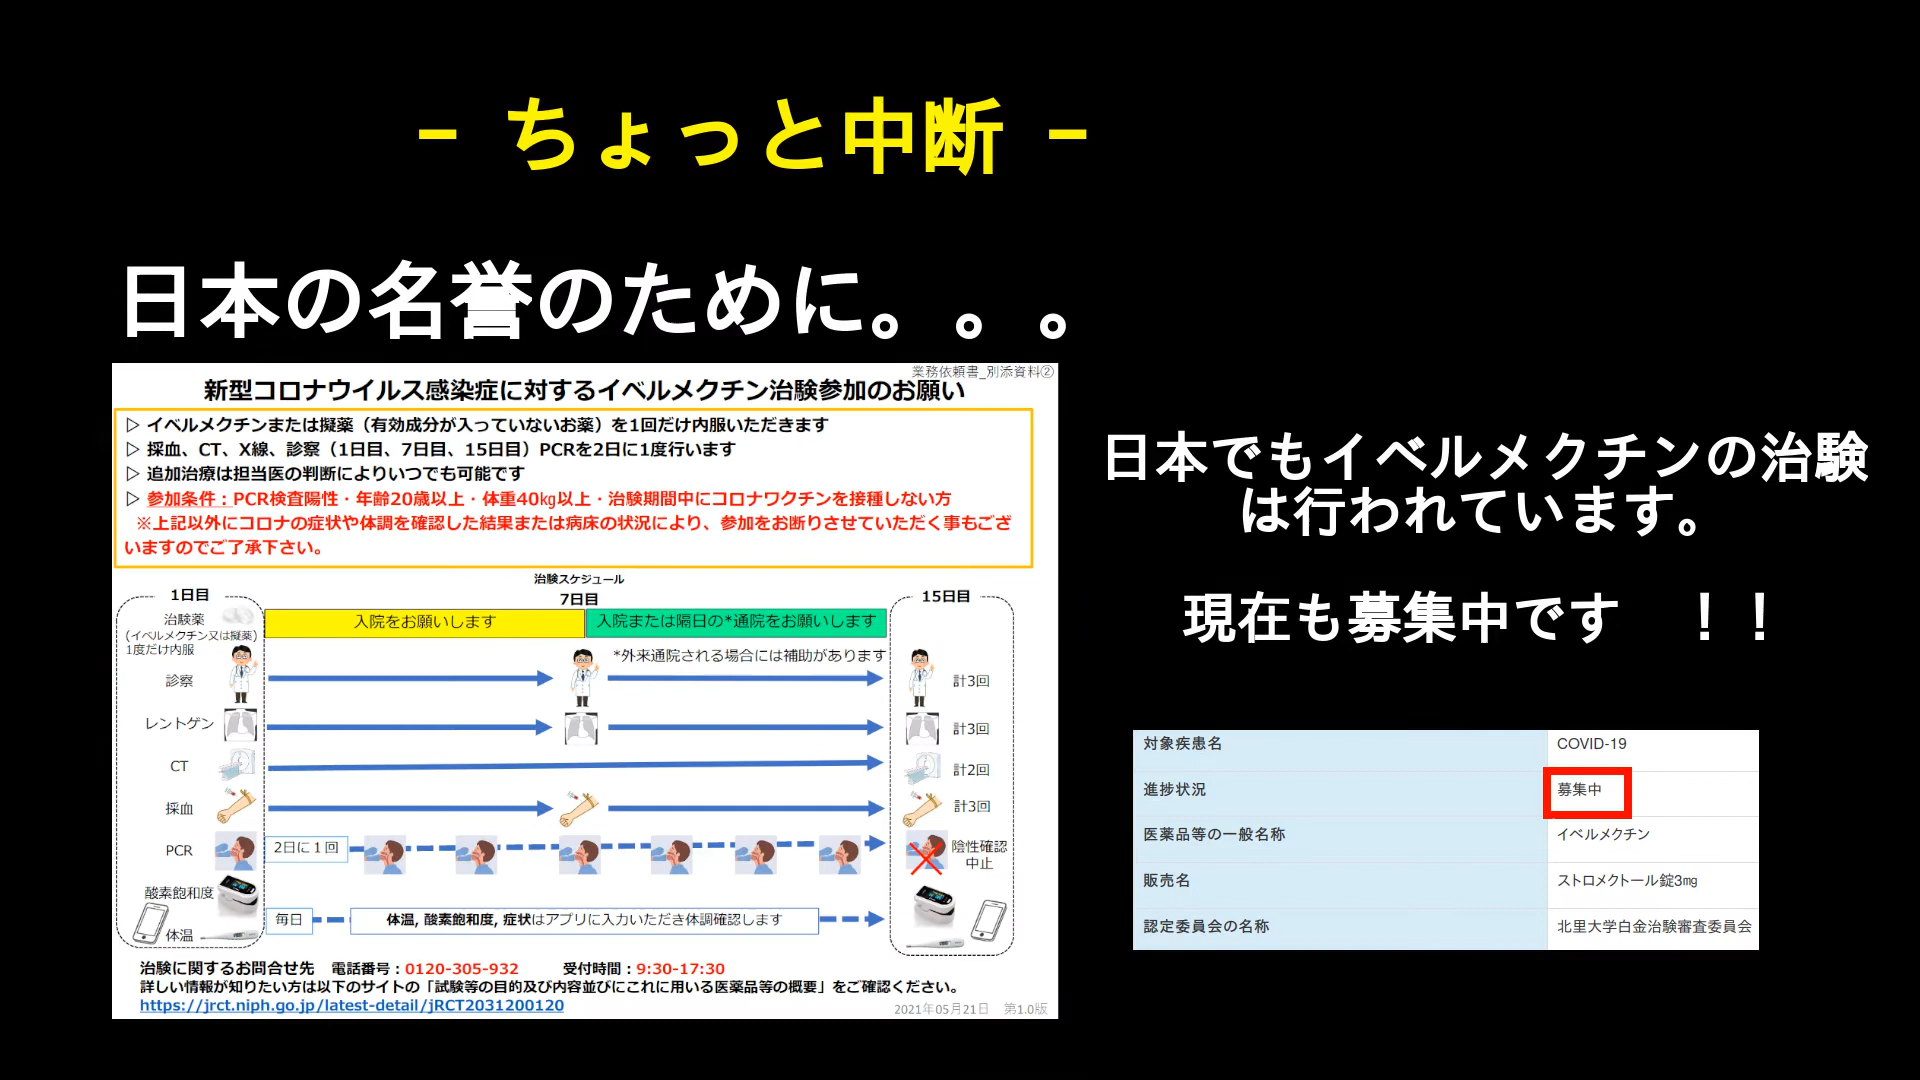 - ちょっと中断 -
日本の名誉のために。。。
業務依頼書_別添資料②
新型コロナウイルス感染症に対するイベルメクチン治験参加のお願い
▷ イベルメクチンまたは擬薬（有効成分が入っていないお薬）を1回だけ内服いただきます
▷ 採血、CT、X線、診察（1日目、7日目、15日目）PCRを2日に1度行います
▷ 追加治療は担当医の判断によりいつでも可能です
▷ 参加条件：PCR検査陽性・年齢20歳以上・体重40㎏以上・治験期間中にコロナワクチンを接種しない方
※上記以外にコロナの症状や体調を確認した結果または病床の状況により、参加をお断りさせていただく事もござ
いますのでご了承下さい。
治験スケジュール
1日目
7日目
15日目
治験薬
(イベルメクチン又は擬薬)
1度だけ内服
入院をお願いします
入院または隔日の*通院をお願いします
*外来通院される場合には補助があります
診察
計3回
レントゲン
計3回
CT
計2回
採血
計3回
PCR
2日に１回
陰性確認
中止
酸素飽和度
体温
毎日
体温, 酸素飽和度, 症状はアプリに入力いただき体調確認します
治験に関するお問合せ先 電話番号：0120-305-932 受付時間：9:30-17:30
詳しい情報が知りたい方は以下のサイトの「試験等の目的及び内容並びにこれに用いる医薬品等の概要」をご確認ください。
https://jrct.niph.go.jp/latest-detail/jRCT2031200120
2021年05月21日 第1.0版
日本でもイベルメクチンの治験
は行われています。
現在も募集中です ！！
対象疾患名 COVID-19
進捗状況 募集中
医薬品等の一般名称 イベルメクチン
販売名 ストロメクトール錠3㎎
認定委員会の名称 北里大学白金治験審査委員会